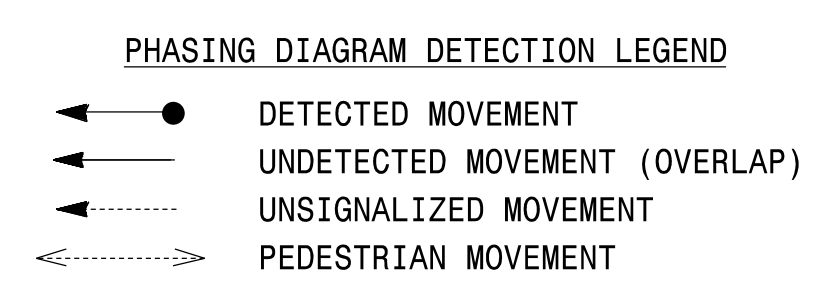 PHASING DIAGRAM DETECTION LEGEND
DETECTED MOVEMENT
UNDETECTED MOVEMENT (OVERLAP)
UNSIGNALIZED MOVEMENT
PEDESTRIAN MOVEMENT